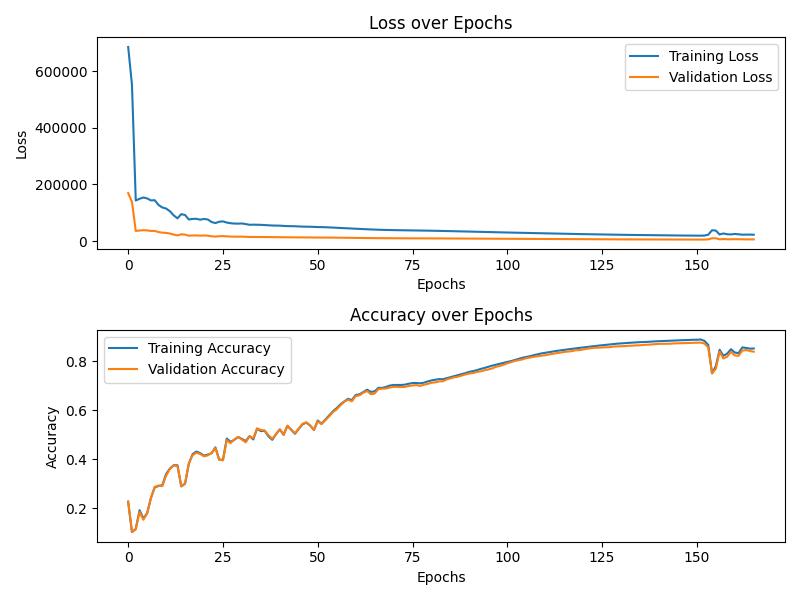 Loss over Epochs
600000
400000
200000
0
Loss
Training Loss
Validation Loss
0 25 50 75 100 125 150
Epochs
Accuracy over Epochs
0.8
0.6
0.4
0.2
Accuracy
Training Accuracy
Validation Accuracy
0 25 50 75 100 125 150
Epochs